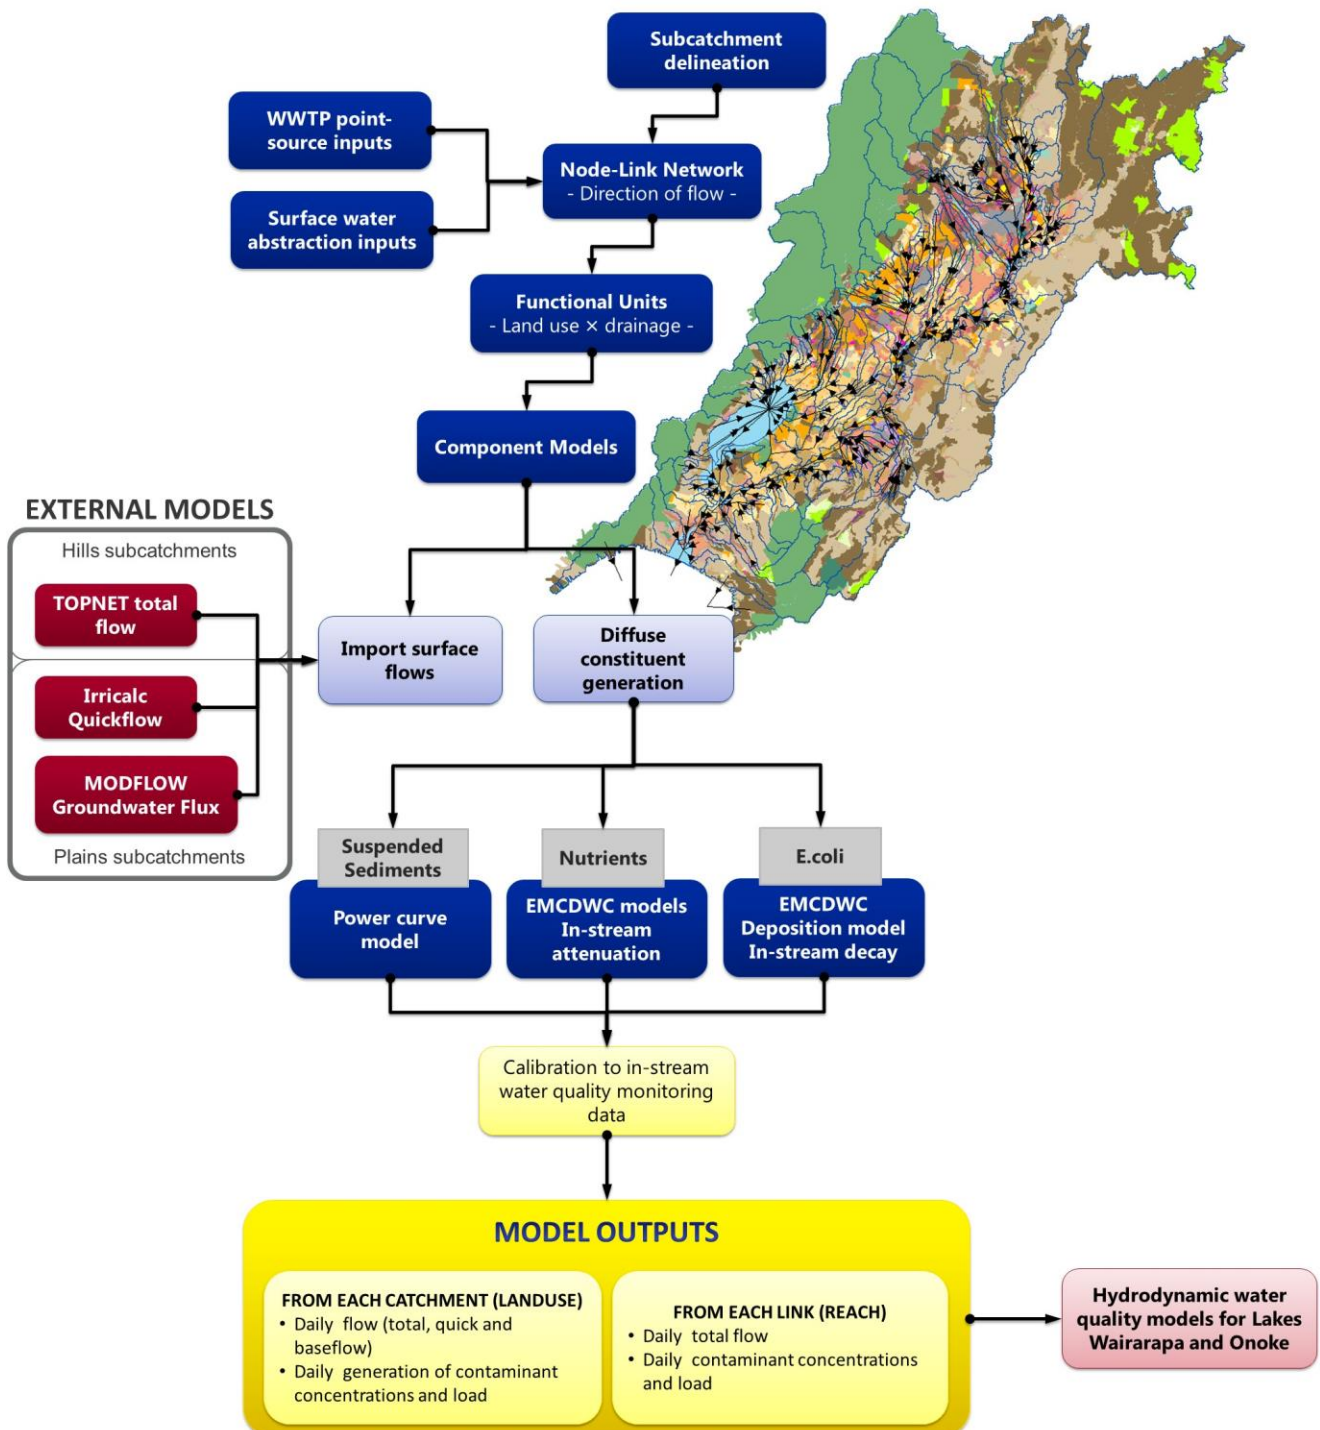 Subcatchment
delineation
WWTP point-
source inputs
Node-Link Network
- Direction of flow -
Surface water
abstraction inputs
Functional Units
- Land use × drainage -
Component Models
EXTERNAL MODELS
Hills subcatchments
TOPNET total
flow
Irricalc
Quickflow
MODFLOW
Groundwater Flux
Plains subcatchments
Import surface
flows
Diffuse
constituent
generation
Suspended
Sediments
Power curve
model
Nutrients
EMCDWC models
In-stream
attenuation
E.coli
EMCDWC
Deposition model
In-stream decay
Calibration to in-stream
water quality monitoring
data
MODEL OUTPUTS
FROM EACH CATCHMENT (LANDUSE)
• Daily flow (total, quick and
baseflow)
• Daily generation of contaminant
concentrations and load
FROM EACH LINK (REACH)
• Daily total flow
• Daily contaminant concentrations
and load
Hydrodynamic water
quality models for Lakes
Wairarapa and Onoke